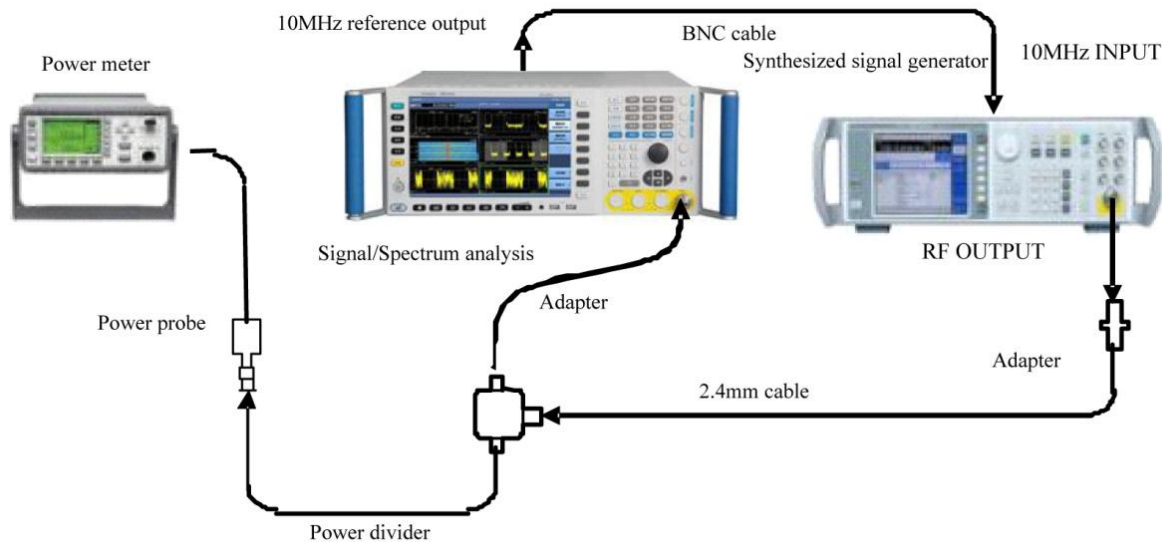 10MHz reference output
BNC cable
10MHz INPUT
Power meter
Synthesized signal generator
Signal/Spectrum analysis
RF OUTPUT
Adapter
Power probe
Adapter
2.4mm cable
Power divider